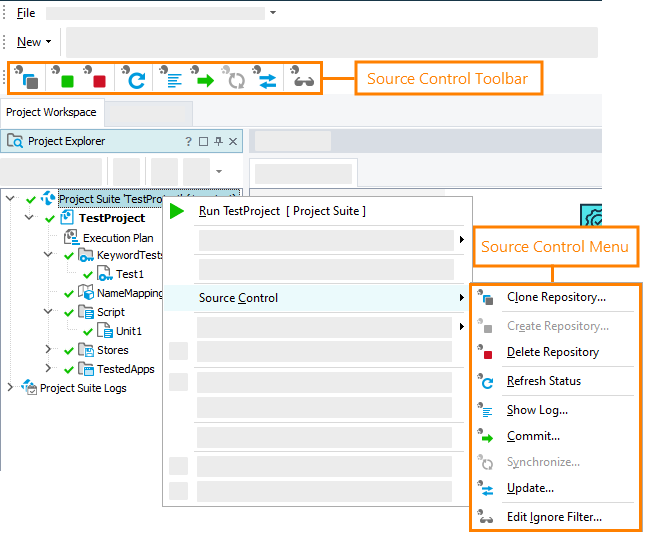 File
New
Source Control Toolbar
Project Workspace
Project Explorer
Project Suite 'TestProject'
Run TestProject [ Project Suite ]
TestProject
Execution Plan
KeywordTests
Source Control Menu
Test1
NameMapping
Source Control
Clone Repository...
Script
Create Repository...
Unit1
Stores
Delete Repository
TestedApps
Refresh Status
Project Suite Logs
Show Log...
Commit...
Synchronize...
Update...
Edit Ignore Filter...